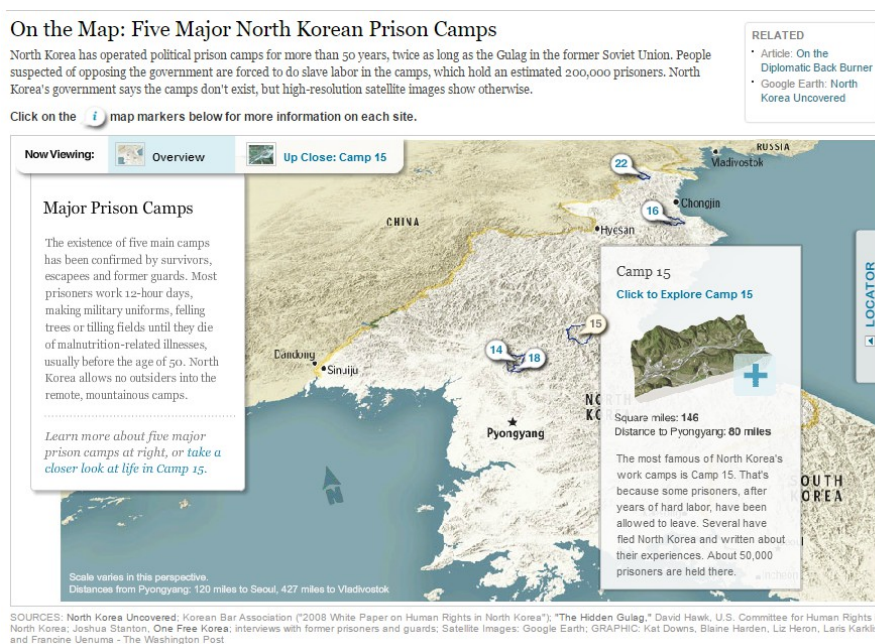 On the Map: Five Major North Korean Prison Camps
North Korea has operated political prison camps for more than 50 years, twice as long as the Gulag in the former Soviet Union. People
suspected of opposing the government are forced to do slave labor in the camps, which hold an estimated 200,000 prisoners. North
Korea's government says the camps don't exist, but high-resolution satellite images show otherwise.
Click on the i map markers below for more information on each site.
RELATED
Article: On the
Diplomatic Back Burner
Google Earth: North
Korea Uncovered
Now Viewing:
Overview
Up Close: Camp 15
Major Prison Camps
The existence of five main camps
has been confirmed by survivors,
escapees and former guards. Most
prisoners work 12-hour days,
making military uniforms, felling
trees or tilling fields until they die
of malnutrition-related illnesses,
usually before the age of 50. North
Korea allows no outsiders into the
remote, mountainous camps.
Learn more about five major
prison camps at right, or take a
closer look at life in Camp 15.
RUSSIA
Vladivostok
22
CHINA
16
Chongjin
Hyesan
15
14
18
Dandong
Sinuiju
NORTH
KOR
Pyongyang
N
SOUTH
KOREA
LOCATOR
Camp 15
Click to Explore Camp 15
+
Square miles: 146
Distance to Pyongyang: 80 miles
The most famous of North Korea's
work camps is Camp 15. That's
because some prisoners, after
years of hard labor, have been
allowed to leave. Several have
fled North Korea and written about
their experiences. About 50,000
prisoners are held there.
Scale varies in this perspective.
Distances from Pyongyang: 120 miles to Seoul, 427 miles to Vladivostok
SOURCES: North Korea Uncovered; Korean Bar Association ("2008 White Paper on Human Rights in North Korea"); "The Hidden Gulag," David Hawk, U.S. Committee for Human Rights
North Korea; Joshua Stanton, One Free Korea; interviews with former prisoners and guards; Satellite Images: Google Earth; GRAPHIC: Kat Downs, Blaine Harden, Liz Heron, Laris Karkli
and Francine Uenuma - The Washington Post